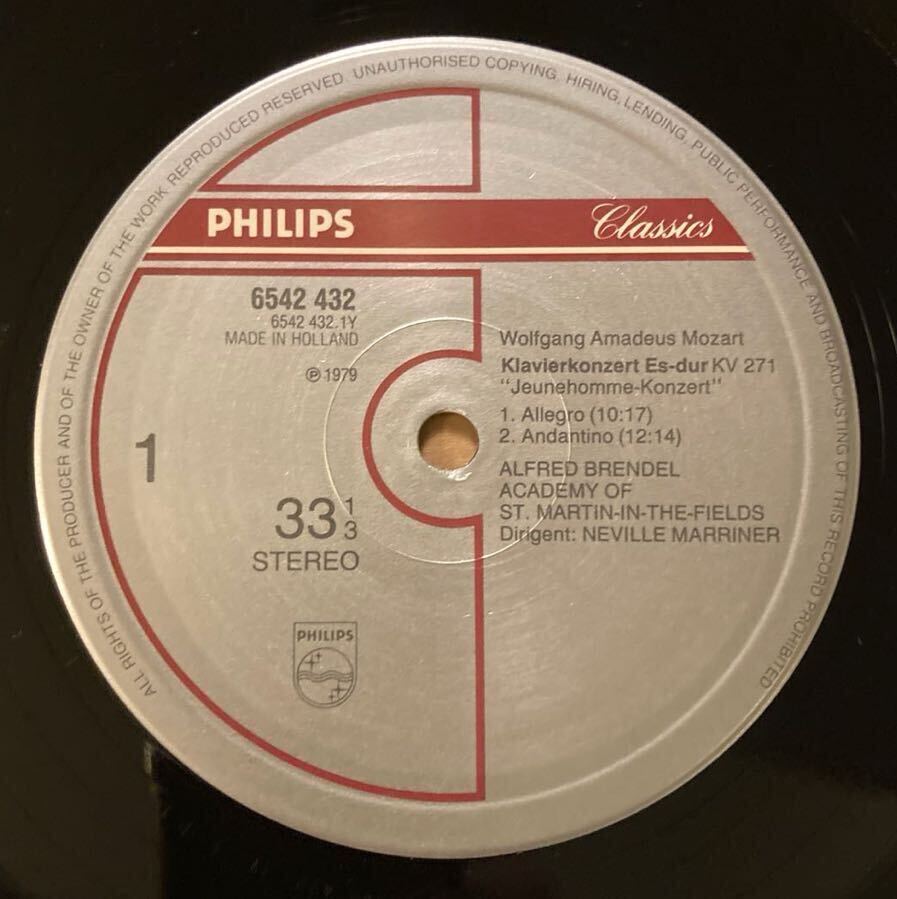 ALL RIGHTS OF THE PRODUCER AND OF THE OWNER OF THE WORK REPRODUCED RESERVED. UNAUTHORISED COPYING, HIRING, LENDING, PUBLIC PERFORMANCE AND BROADCASTING OF THIS RECORD PROHIBITED.
PHILIPS Classics
6542 432
6542 432.1Y
MADE IN HOLLAND
℗ 1979
1
33 1/3
STEREO
PHILIPS
Wolfgang Amadeus Mozart
Klavierkonzert Es-dur KV 271
"Jeunehomme-Konzert"
1. Allegro (10:17)
2. Andantino (12:14)
ALFRED BRENDEL
ACADEMY OF
ST. MARTIN-IN-THE-FIELDS
Dirigent: NEVILLE MARRINER